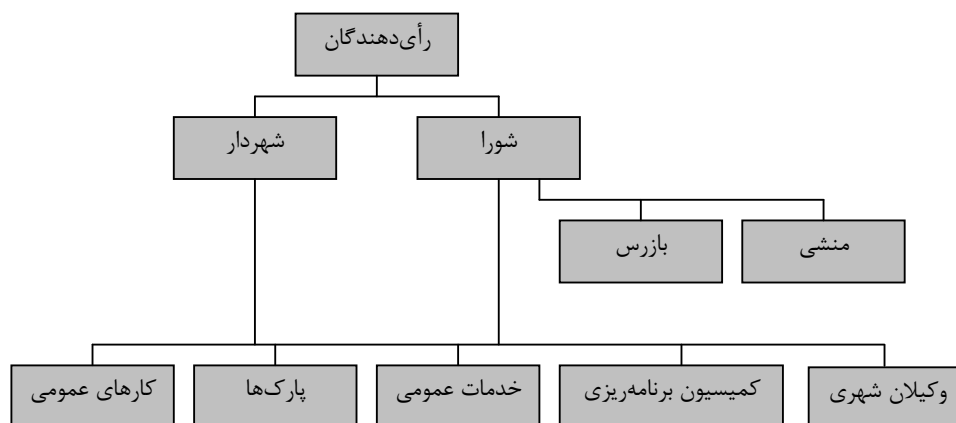 رأی‌دهندگان
شورا
شهردار
منشی
بازرس
وکیلان شهری
کمیسیون برنامه‌ریزی
خدمات عمومی
پارک‌ها
کارهای عمومی